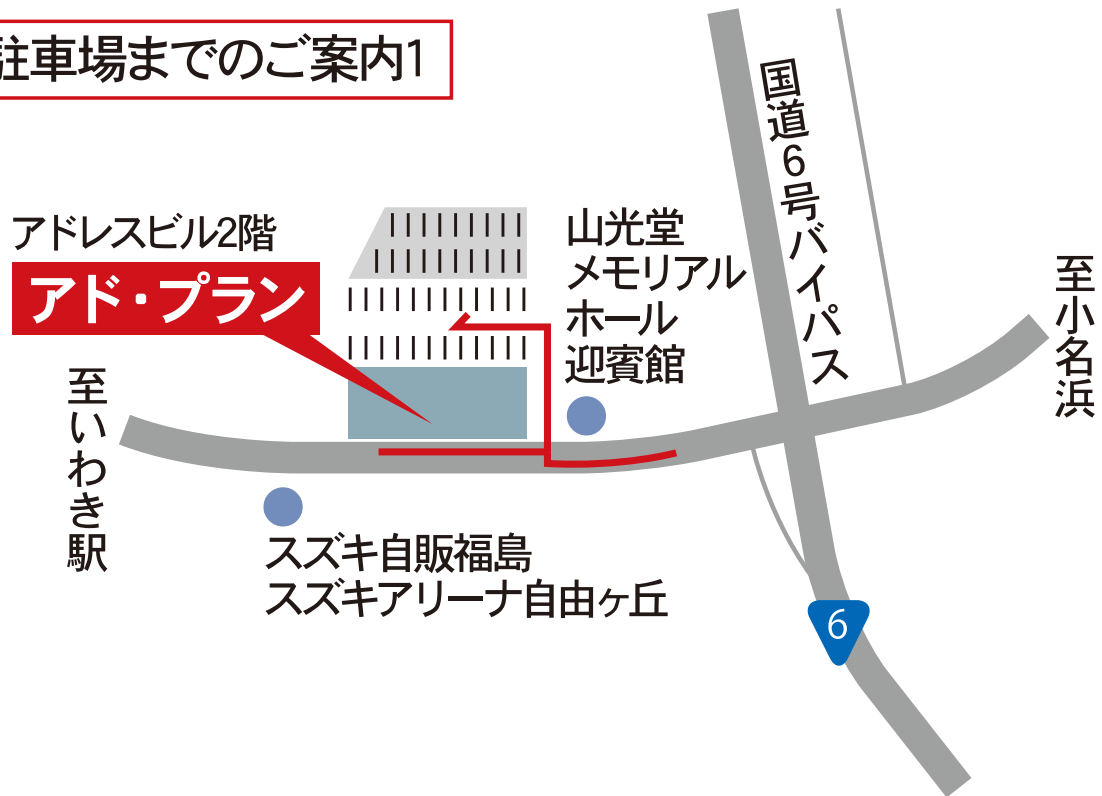 駐車場までのご案内1
国道6号バイパス
アドレスビル2階
アド・プラン
山光堂
メモリアル
ホール
迎賓館
至小名浜
至いわき駅
スズキ自販福島
スズキアリーナ自由ヶ丘
6